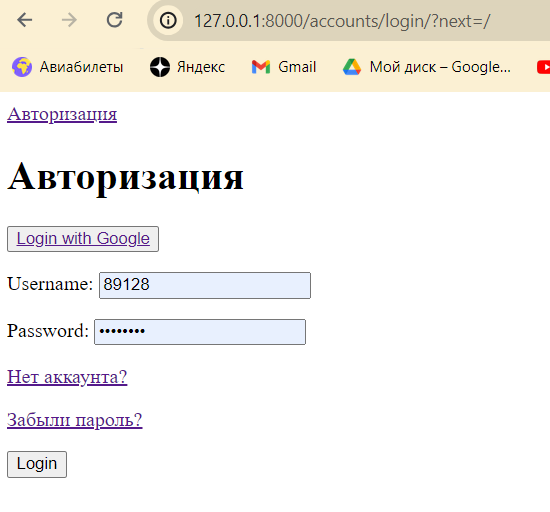 127.0.0.1:8000/accounts/login/?next=/
Авиабилеты Яндекс Gmail Мой диск – Google...
Авторизация
Авторизация
Login with Google
Username: 89128
Password: ••••••••
Нет аккаунта?
Забыли пароль?
Login